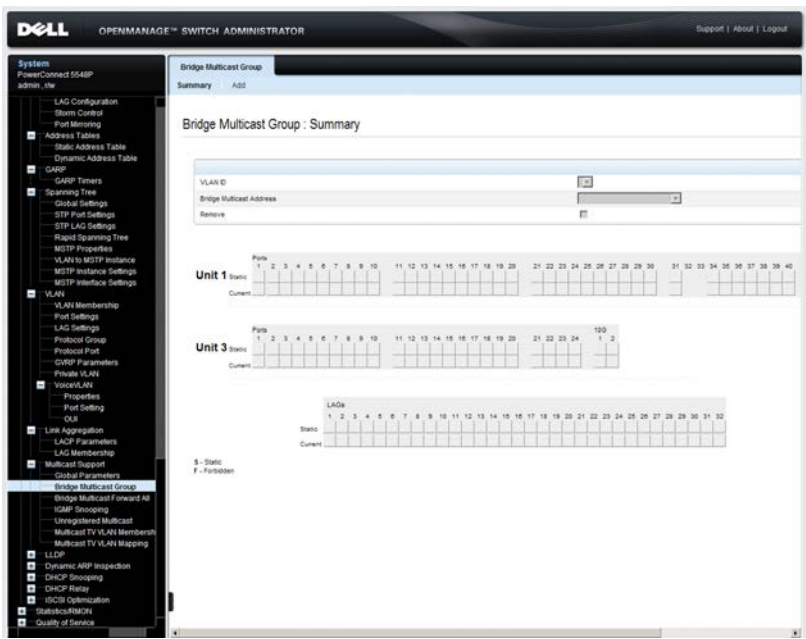 DELL OPENMANAGE™ SWITCH ADMINISTRATOR
Support | About | Logout
System
PowerConnect 5548P
admin, r/w
LAG Configuration
Storm Control
Port Mirroring
Address Tables
Static Address Table
Dynamic Address Table
GARP
GARP Timers
Spanning Tree
Global Settings
STP Port Settings
STP LAG Settings
Rapid Spanning Tree
MSTP Properties
VLAN to MSTP Instance
MSTP Instance Settings
MSTP Interface Settings
VLAN
VLAN Membership
Port Settings
LAG Settings
Protocol Group
Protocol Port
GVRP Parameters
Private VLAN
VoiceVLAN
Properties
Port Setting
OUI
Link Aggregation
LACP Parameters
LAG Membership
Multicast Support
Global Parameters
Bridge Multicast Group
Bridge Multicast Forward All
IGMP Snooping
Unregistered Multicast
Multicast TV VLAN Membersh
Multicast TV VLAN Mapping
LLDP
Dynamic ARP Inspection
DHCP Snooping
DHCP Relay
iSCSI Optimization
Statistics/RMON
Quality of Service
Bridge Multicast Group
Summary Add
Bridge Multicast Group : Summary
VLAN ID
Bridge Multicast Address
Remove
Ports
1 2 3 4 5 6 7 8 9 10 11 12 13 14 15 16 17 18 19 20 21 22 23 24 25 26 27 28 29 30 31 32 33 34 35 36 37 38 39 40
Unit 1 Static
Current
Ports 10G
1 2 3 4 5 6 7 8 9 10 11 12 13 14 15 16 17 18 19 20 21 22 23 24 1 2
Unit 3 Static
Current
LAGs
1 2 3 4 5 6 7 8 9 10 11 12 13 14 15 16 17 18 19 20 21 22 23 24 25 26 27 28 29 30 31 32
Static
Current
S - Static
F - Forbidden